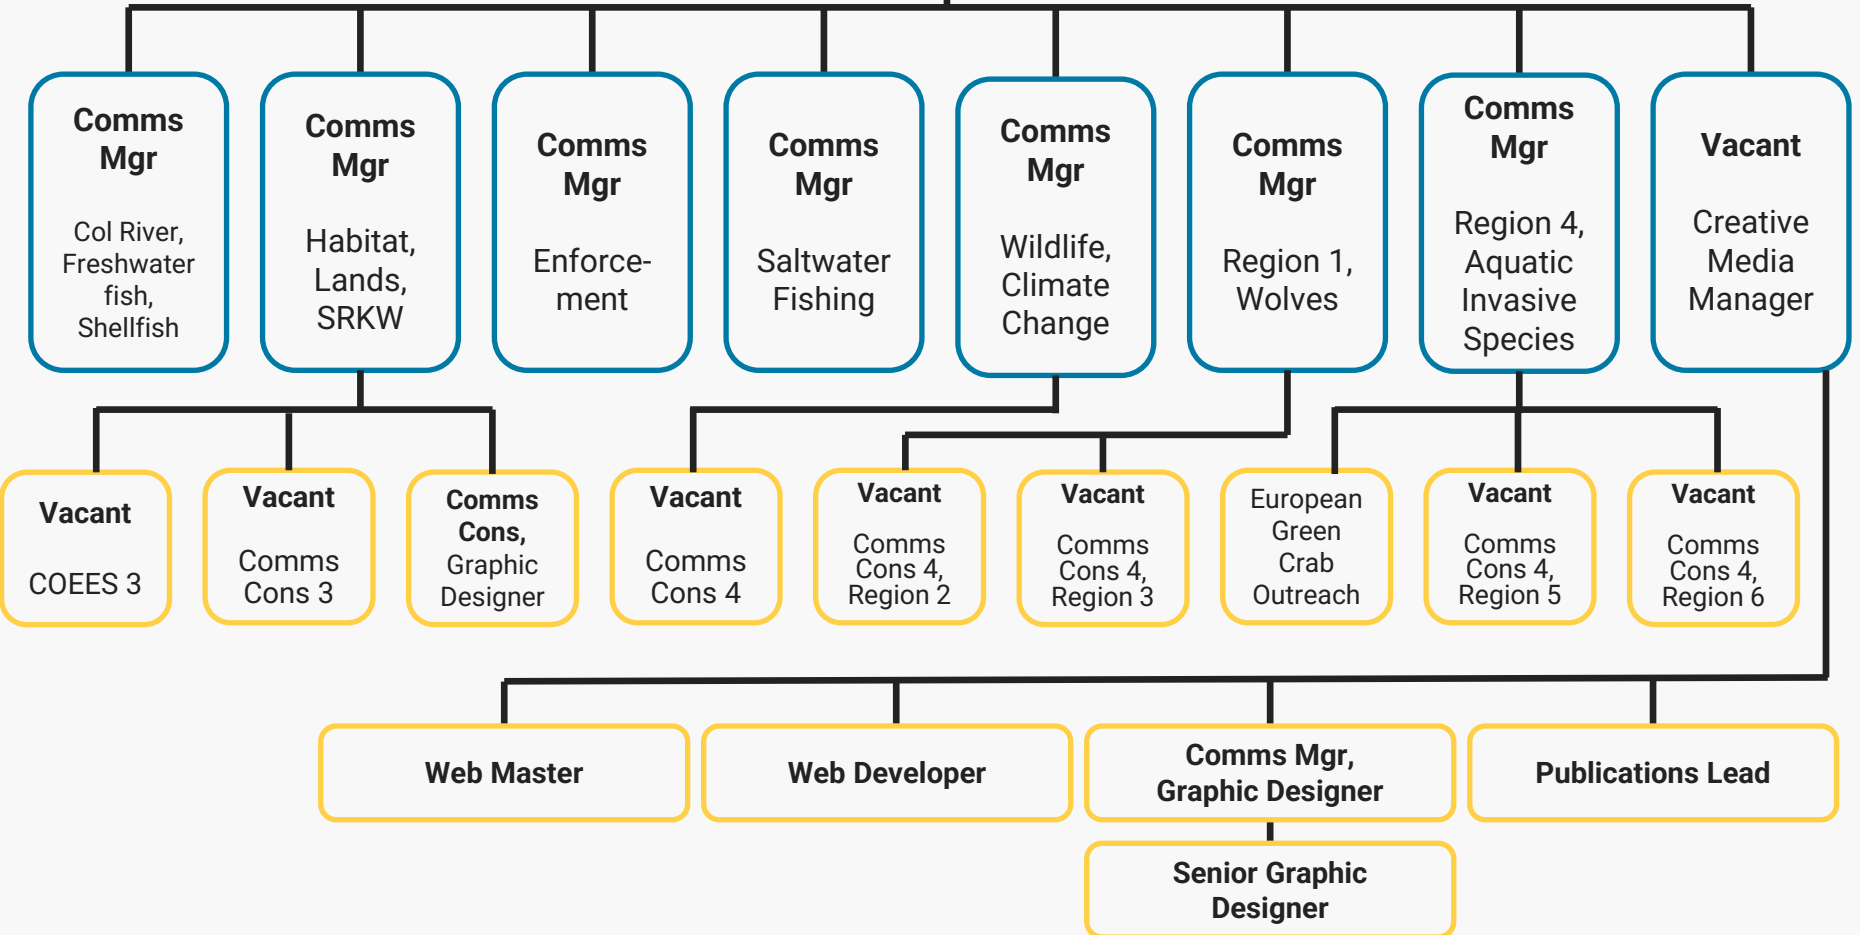 Comms
Mgr
Col River,
Freshwater
fish,
Shellfish
Comms
Mgr
Habitat,
Lands,
SRKW
Comms
Mgr
Enforce-
ment
Comms
Mgr
Saltwater
Fishing
Comms
Mgr
Wildlife,
Climate
Change
Comms
Mgr
Region 1,
Wolves
Comms
Mgr
Region 4,
Aquatic
Invasive
Species
Vacant
Creative
Media
Manager
Vacant
COEES 3
Vacant
Comms
Cons 3
Comms
Cons,
Graphic
Designer
Vacant
Comms
Cons 4
Vacant
Comms
Cons 4,
Region 2
Vacant
Comms
Cons 4,
Region 3
European
Green
Crab
Outreach
Vacant
Comms
Cons 4,
Region 5
Vacant
Comms
Cons 4,
Region 6
Web Master
Web Developer
Comms Mgr,
Graphic Designer
Publications Lead
Senior Graphic
Designer